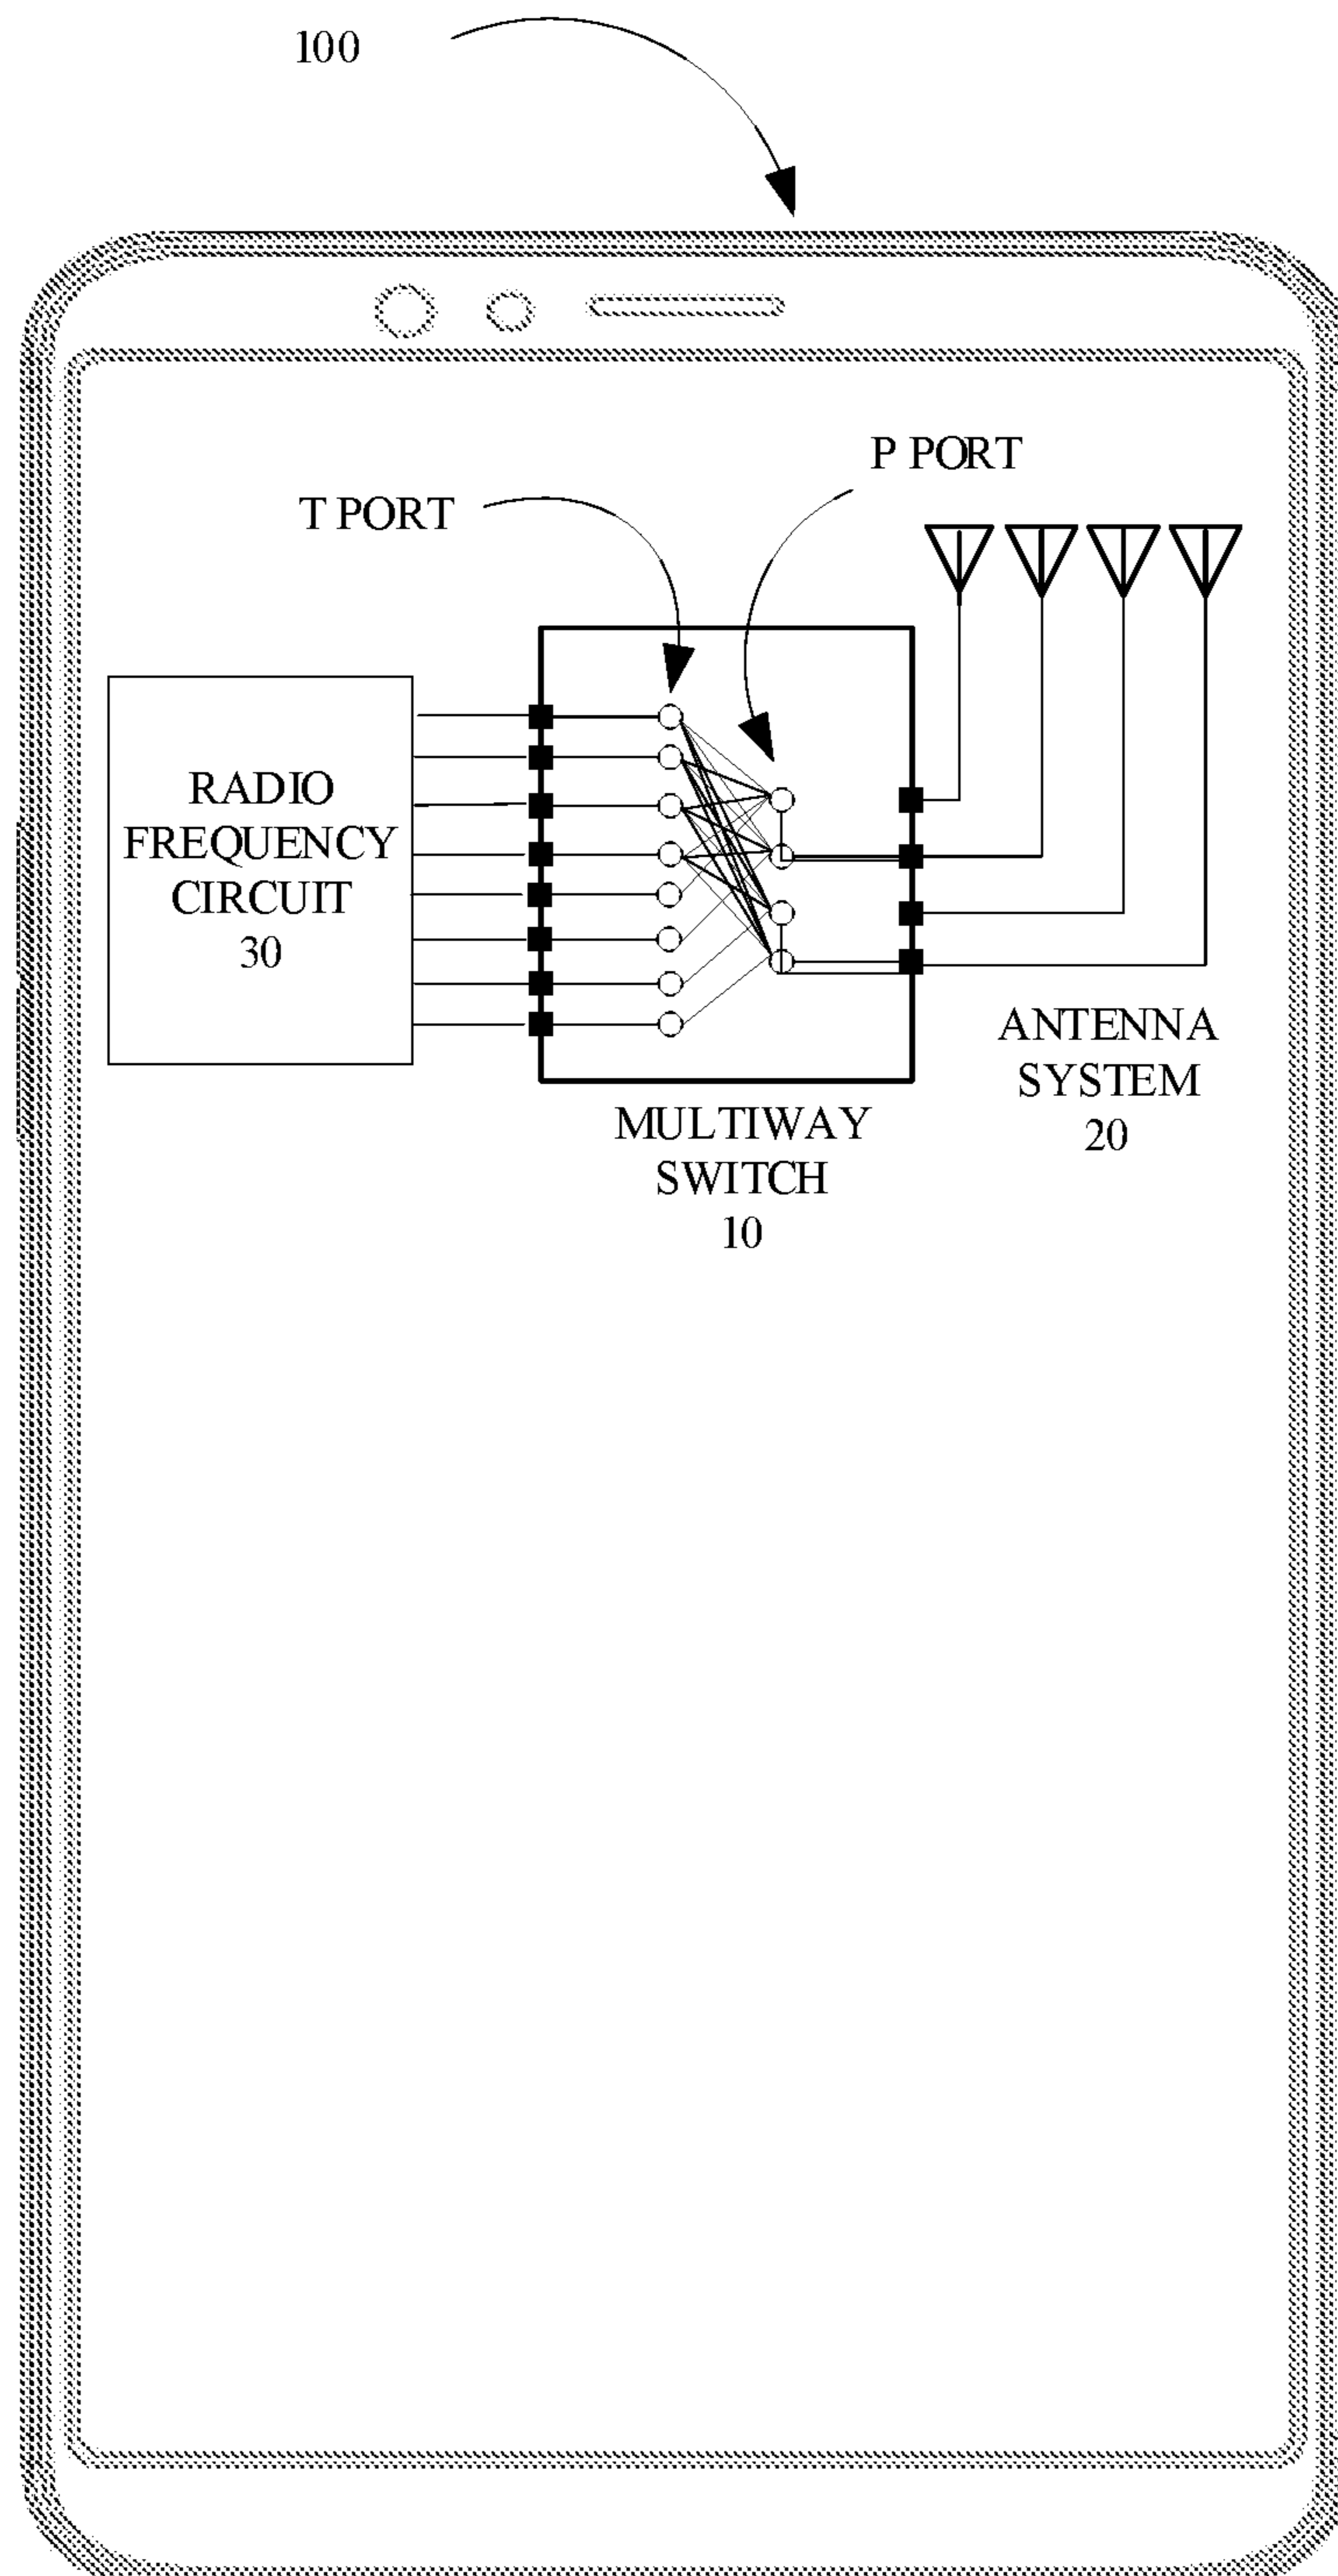 100
P PORT
T PORT
RADIO
FREQUENCY
CIRCUIT
30
ANTENNA
SYSTEM
20
MULTIWAY
SWITCH
10